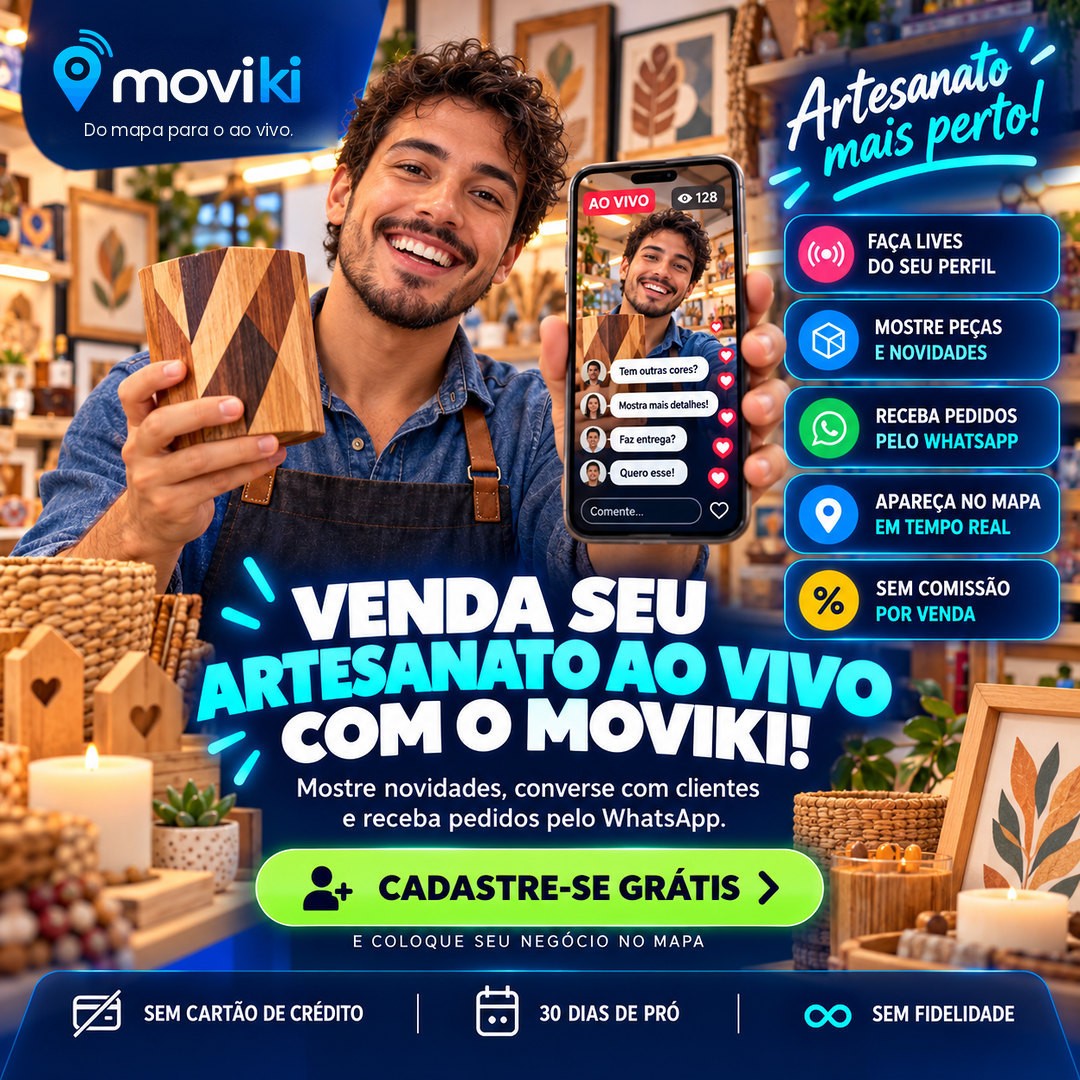 moviki
Do mapa para o ao vivo.
Artesanato
mais perto!
AO VIVO
128
Tem outras cores?
Mostra mais detalhes!
Faz entrega?
Quero esse!
Comente...
FAÇA LIVES
DO SEU PERFIL
MOSTRE PEÇAS
E NOVIDADES
RECEBA PEDIDOS
PELO WHATSAPP
APAREÇA NO MAPA
EM TEMPO REAL
%
SEM COMISSÃO
POR VENDA
VENDA SEU
ARTESANATO AO VIVO
COM O MOVIKI!
Mostre novidades, converse com clientes
e receba pedidos pelo WhatsApp.
CADASTRE-SE GRÁTIS
E COLOQUE SEU NEGÓCIO NO MAPA
SEM CARTÃO DE CRÉDITO
30 DIAS DE PRÓ
SEM FIDELIDADE